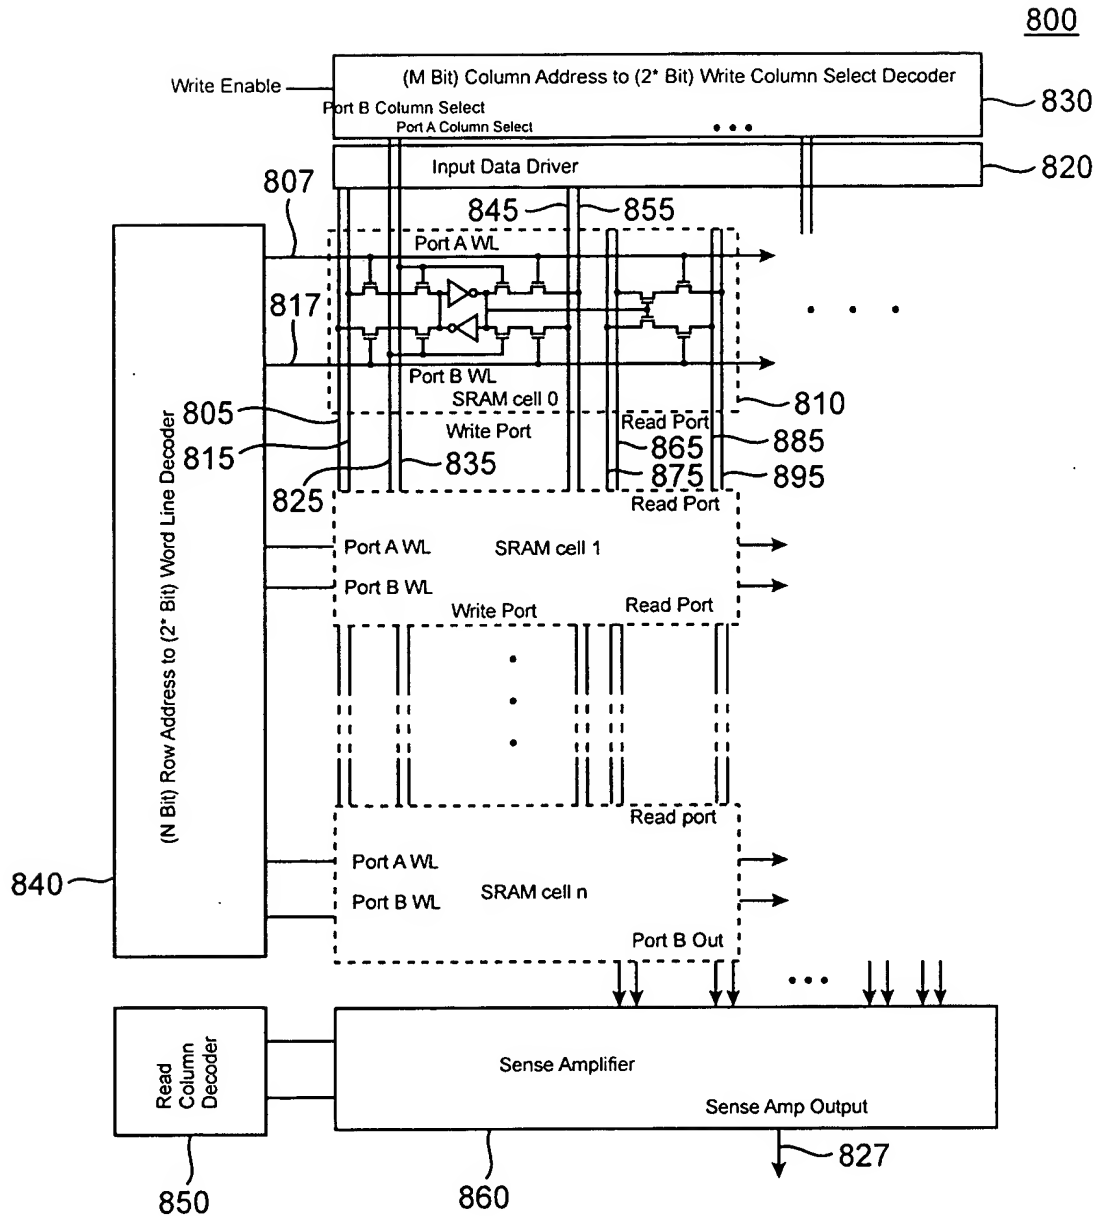 800
(M Bit) Column Address to (2* Bit) Write Column Select Decoder
Write Enable
Port B Column Select
Port A Column Select
830
Input Data Driver
820
807
845
855
Port A WL
817
Port B WL
SRAM cell 0
810
805
Write Port
Read Port
885
815
835
865
825
875
895
Read Port
Port A WL
SRAM cell 1
Port B WL
Write Port
Read Port
(N Bit) Row Address to (2* Bit) Word Line Decoder
Read port
840
Port A WL
SRAM cell n
Port B WL
Port B Out
Read
Column
Decoder
Sense Amplifier
Sense Amp Output
827
850
860